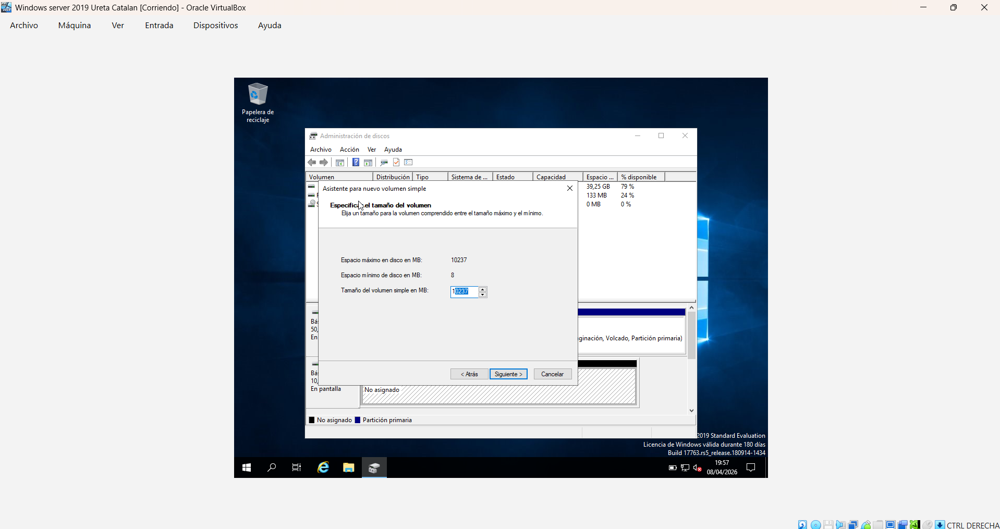 Windows server 2019 Ureta Catalan [Corriendo] - Oracle VirtualBox
Archivo Máquina Ver Entrada Dispositivos Ayuda
Papelera de
reciclaje
Administración de discos
Archivo Acción Ver Ayuda
Volumen Distribución Tipo Sistema de ... Estado Capacidad Espacio ... % disponible
39,25 GB 79 %
133 MB 24 %
0 MB 0 %
Asistente para nuevo volumen simple
Especificar el tamaño del volumen
Elija un tamaño para la volumen comprendido entre el tamaño máximo y el mínimo.
Espacio máximo en disco en MB: 10237
Espacio mínimo de disco en MB: 8
Tamaño del volumen simple en MB: 10237
< Atrás Siguiente > Cancelar
Bá
50,
En
iginación, Volcado, Partición primaria)
Bá
10,
En pantalla
No asignado
No asignado Partición primaria
2019 Standard Evaluation
Licencia de Windows válida durante 180 días
Build 17763.rs5_release.180914-1434
19:57
08/04/2026
CTRL DERECHA